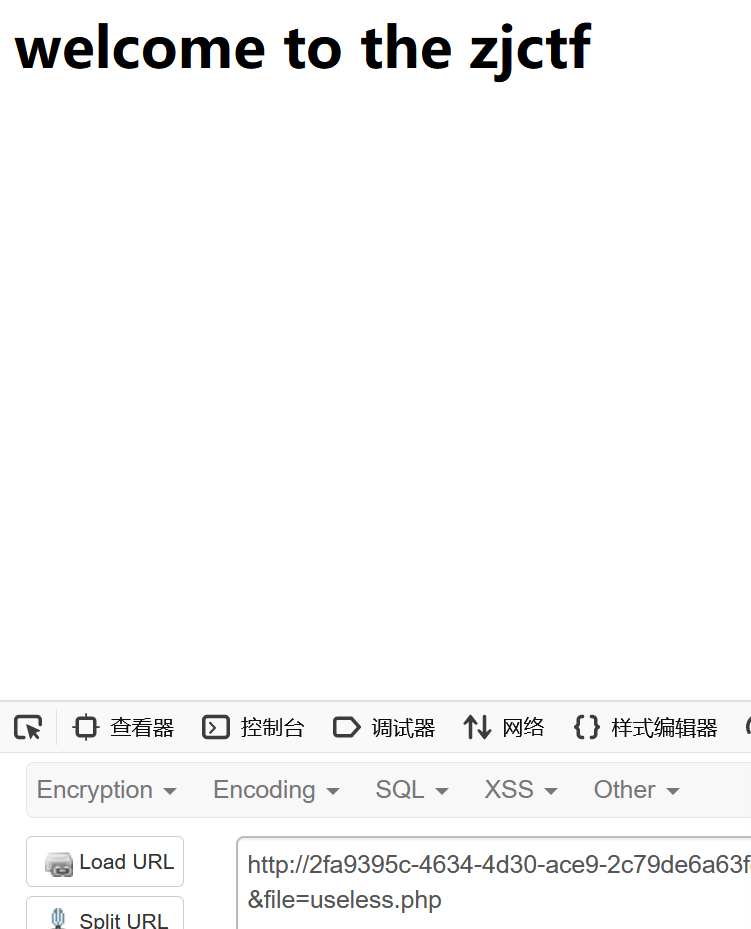 welcome to the zjctf
查看器 控制台 调试器 网络 样式编辑器
Encryption Encoding SQL XSS Other
Load URL
http://2fa9395c-4634-4d30-ace9-2c79de6a63f
&file=useless.php
Split URL